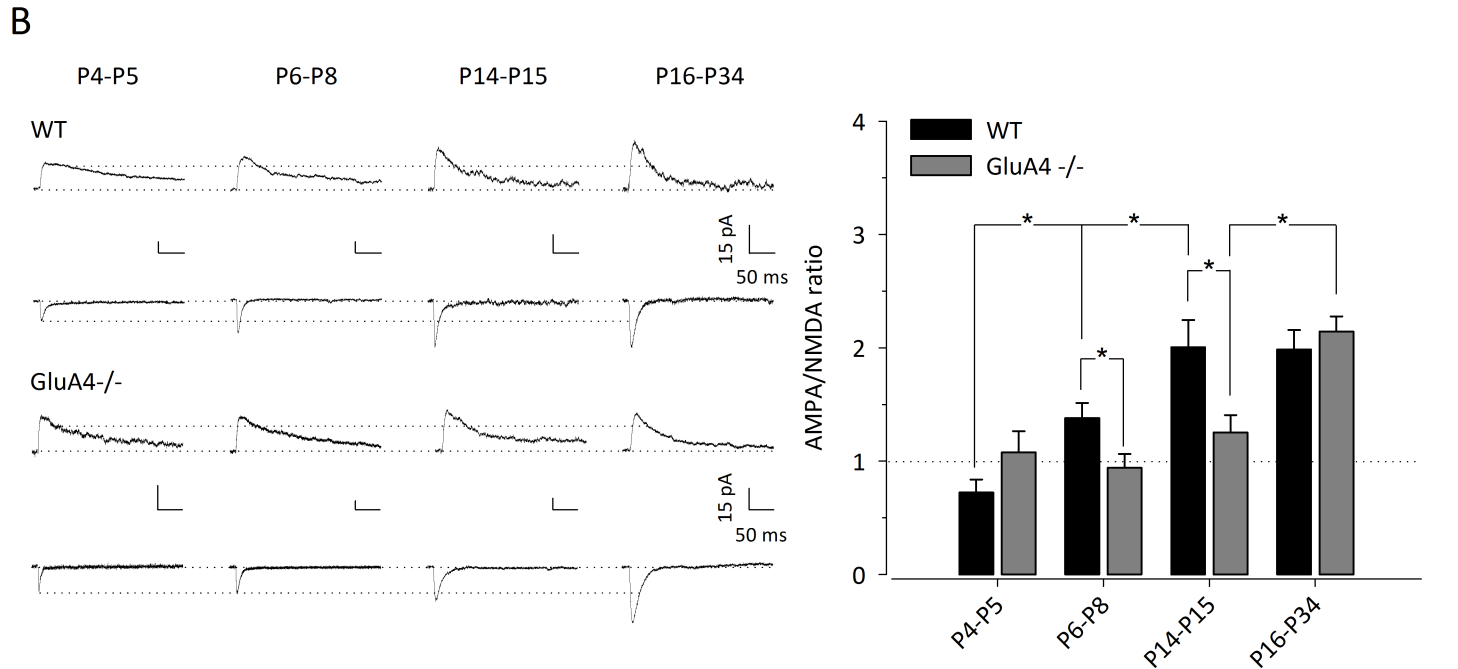 B
P4-P5 P6-P8 P14-P15 P16-P34
WT
15 pA
50 ms
GluA4-/-
15 pA
50 ms
4
3
2
1
0
AMPA/NMDA ratio
WT
GluA4 -/-
* * *
*
*
P4-P5 P6-P8 P14-P15 P16-P34